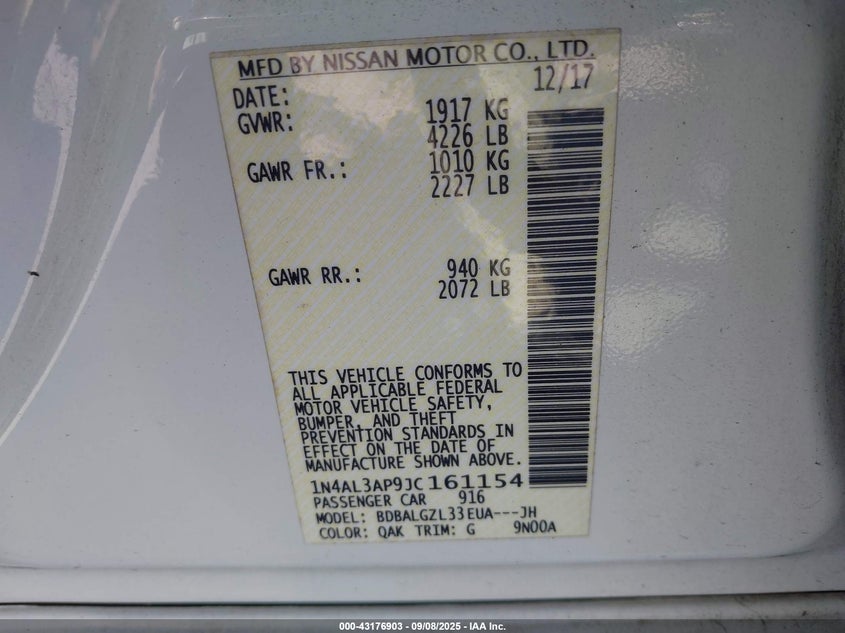 MFD BY NISSAN MOTOR CO., LTD.
DATE: 12/17
GVWR: 1917 KG
4226 LB
GAWR FR.: 1010 KG
2227 LB
GAWR RR.: 940 KG
2072 LB
THIS VEHICLE CONFORMS TO
ALL APPLICABLE FEDERAL
MOTOR VEHICLE SAFETY,
BUMPER, AND THEFT
PREVENTION STANDARDS IN
EFFECT ON THE DATE OF
MANUFACTURE SHOWN ABOVE.
1N4AL3AP9JC161154
PASSENGER CAR 916
MODEL: BDBALGZL33EUA---JH
COLOR: QAK TRIM: G 9N00A
000-43176903 - 09/08/2025 - IAA Inc.